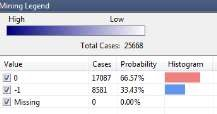 Mining Legend
High Low
Total Cases: 25668
Value Cases Probability Histogram
0 17087 66.57%
-1 8581 33.43%
Missing 0 0.00%